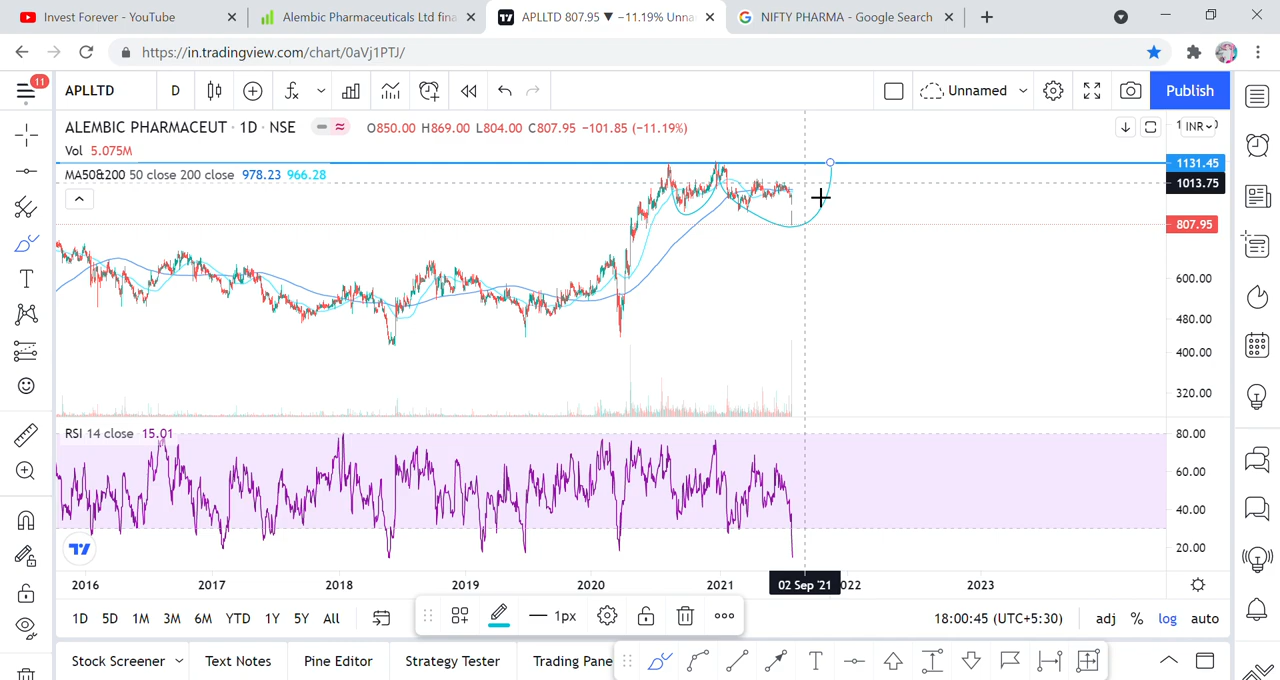 Invest Forever - YouTube
Alembic Pharmaceuticals Ltd fina
APLLTD 807.95 ▼ −11.19% Unna
NIFTY PHARMA - Google Search
https://in.tradingview.com/chart/0aVj1PTJ/
11
APLLTD
D
Unnamed
Publish
ALEMBIC PHARMACEUT · 1D · NSE
O850.00 H869.00 L804.00 C807.95 −101.85 (−11.19%)
INR
Vol 5.075M
MA50&200 50 close 200 close 978.23 966.28
1131.45
1013.75
807.95
600.00
480.00
400.00
320.00
RSI 14 close 15.01
80.00
60.00
40.00
20.00
2016
2017
2018
2019
2020
2021
02 Sep '21
022
2023
1D
5D
1M
3M
6M
YTD
1Y
5Y
All
1px
18:00:45 (UTC+5:30)
adj
%
log
auto
Stock Screener
Text Notes
Pine Editor
Strategy Tester
Trading Pane